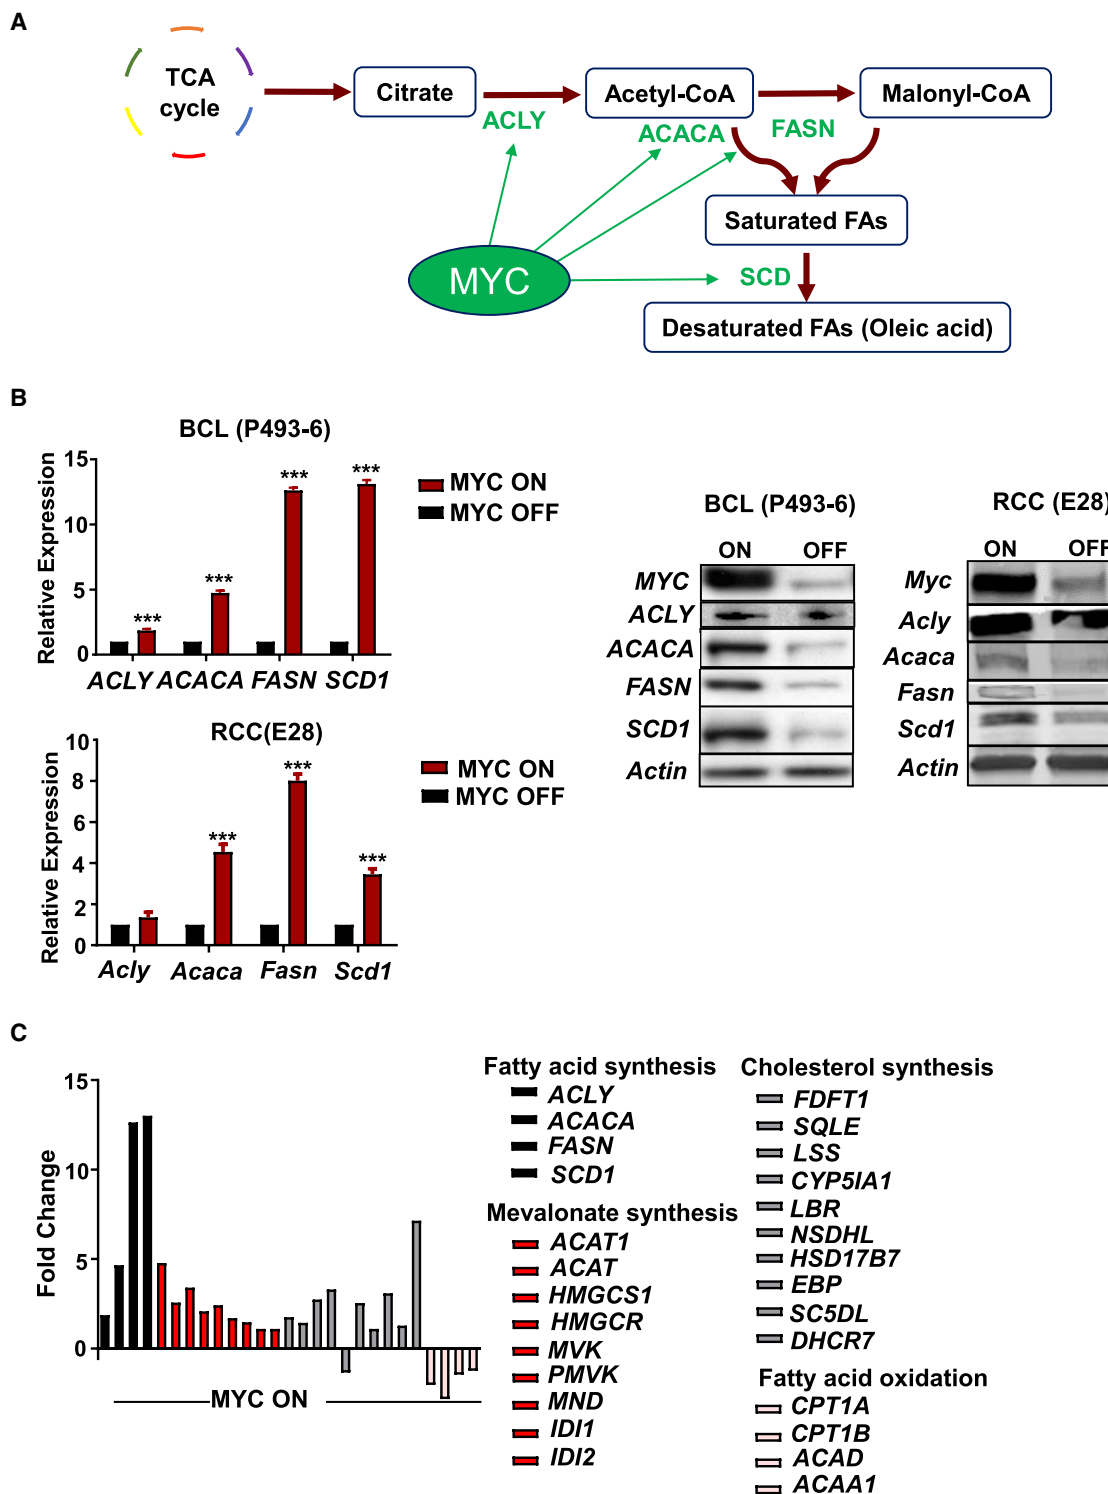 A
TCA
cycle
Citrate
Acetyl-CoA
Malonyl-CoA
ACLY
ACACA
FASN
Saturated FAs
MYC
SCD
Desaturated FAs (Oleic acid)
B
BCL (P493-6)
Relative Expression
15
10
5
0
*** *** *** ***
ACLY ACACA FASN SCD1
MYC ON
MYC OFF
RCC(E28)
Relative Expression
10
8
6
4
2
0
*** *** ***
Acly Acaca Fasn Scd1
MYC ON
MYC OFF
BCL (P493-6)
ON OFF
MYC
ACLY
ACACA
FASN
SCD1
Actin
RCC (E28)
ON OFF
Myc
Acly
Acaca
Fasn
Scd1
Actin
C
Fold Change
15
10
5
0
MYC ON
Fatty acid synthesis
ACLY
ACACA
FASN
SCD1
Mevalonate synthesis
ACAT1
ACAT
HMGCS1
HMGCR
MVK
PMVK
MND
IDI1
IDI2
Cholesterol synthesis
FDFT1
SQLE
LSS
CYP5IA1
LBR
NSDHL
HSD17B7
EBP
SC5DL
DHCR7
Fatty acid oxidation
CPT1A
CPT1B
ACAD
ACAA1